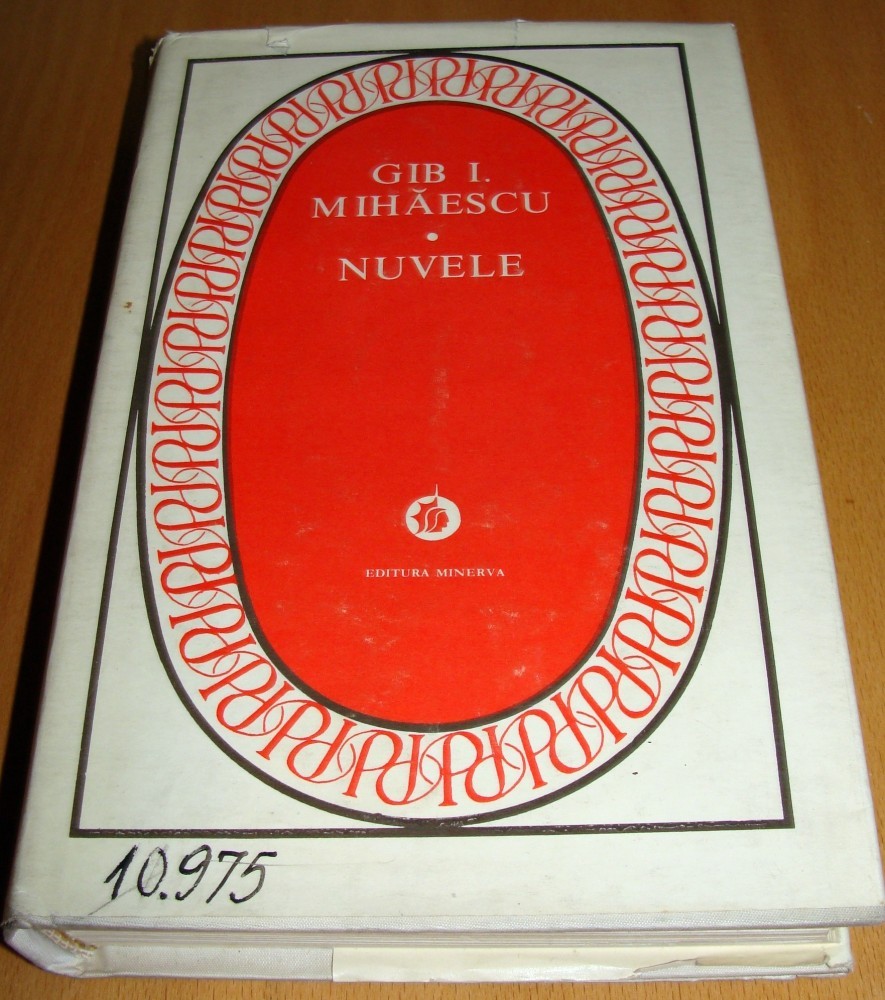 GIB I.
MIHĂESCU
•
NUVELE
EDITURA MINERVA
10.975